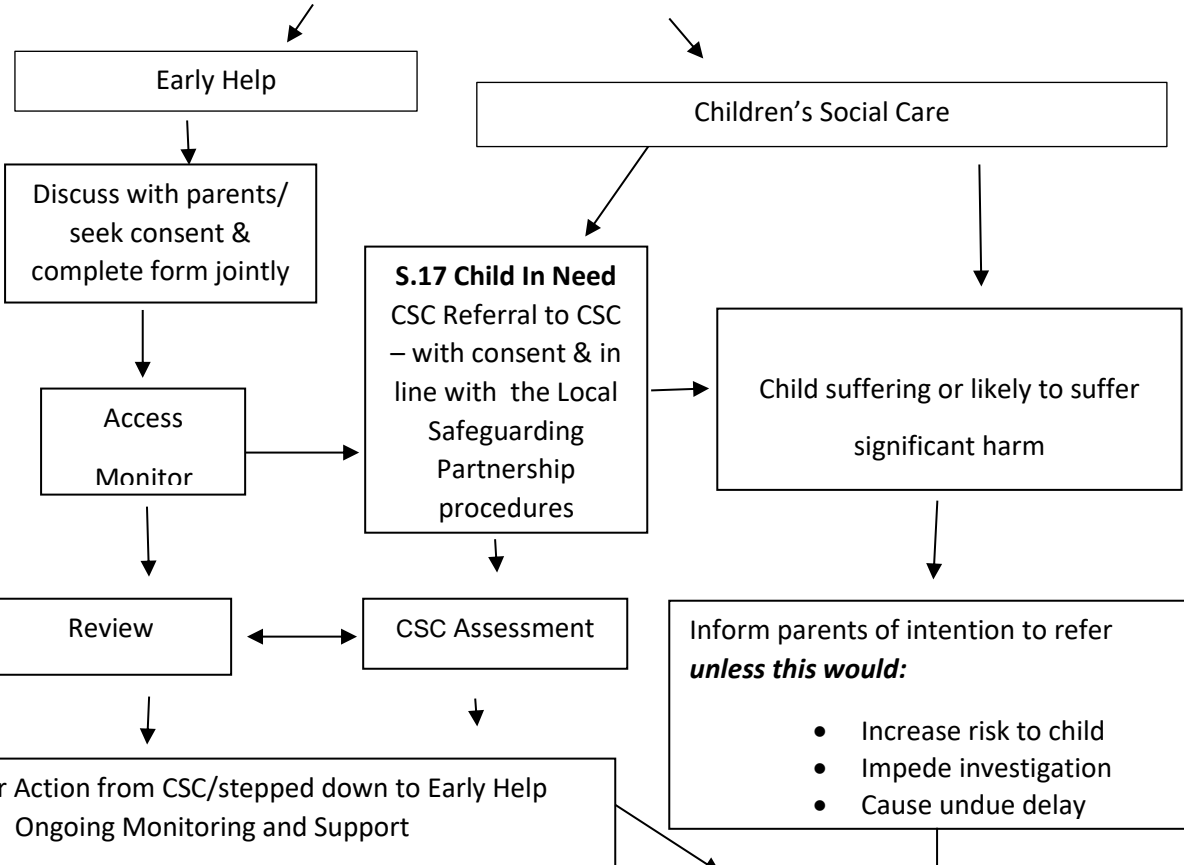 Early Help
Children’s Social Care
Discuss with parents/
seek consent &
complete form jointly
S.17 Child In Need
CSC Referral to CSC
– with consent & in
line with the Local
Safeguarding
Partnership
procedures
Child suffering or likely to suffer
significant harm
Access
Monitor
Review
CSC Assessment
Inform parents of intention to refer
unless this would:
• Increase risk to child
• Impede investigation
• Cause undue delay
Action from CSC/stepped down to Early Help
Ongoing Monitoring and Support